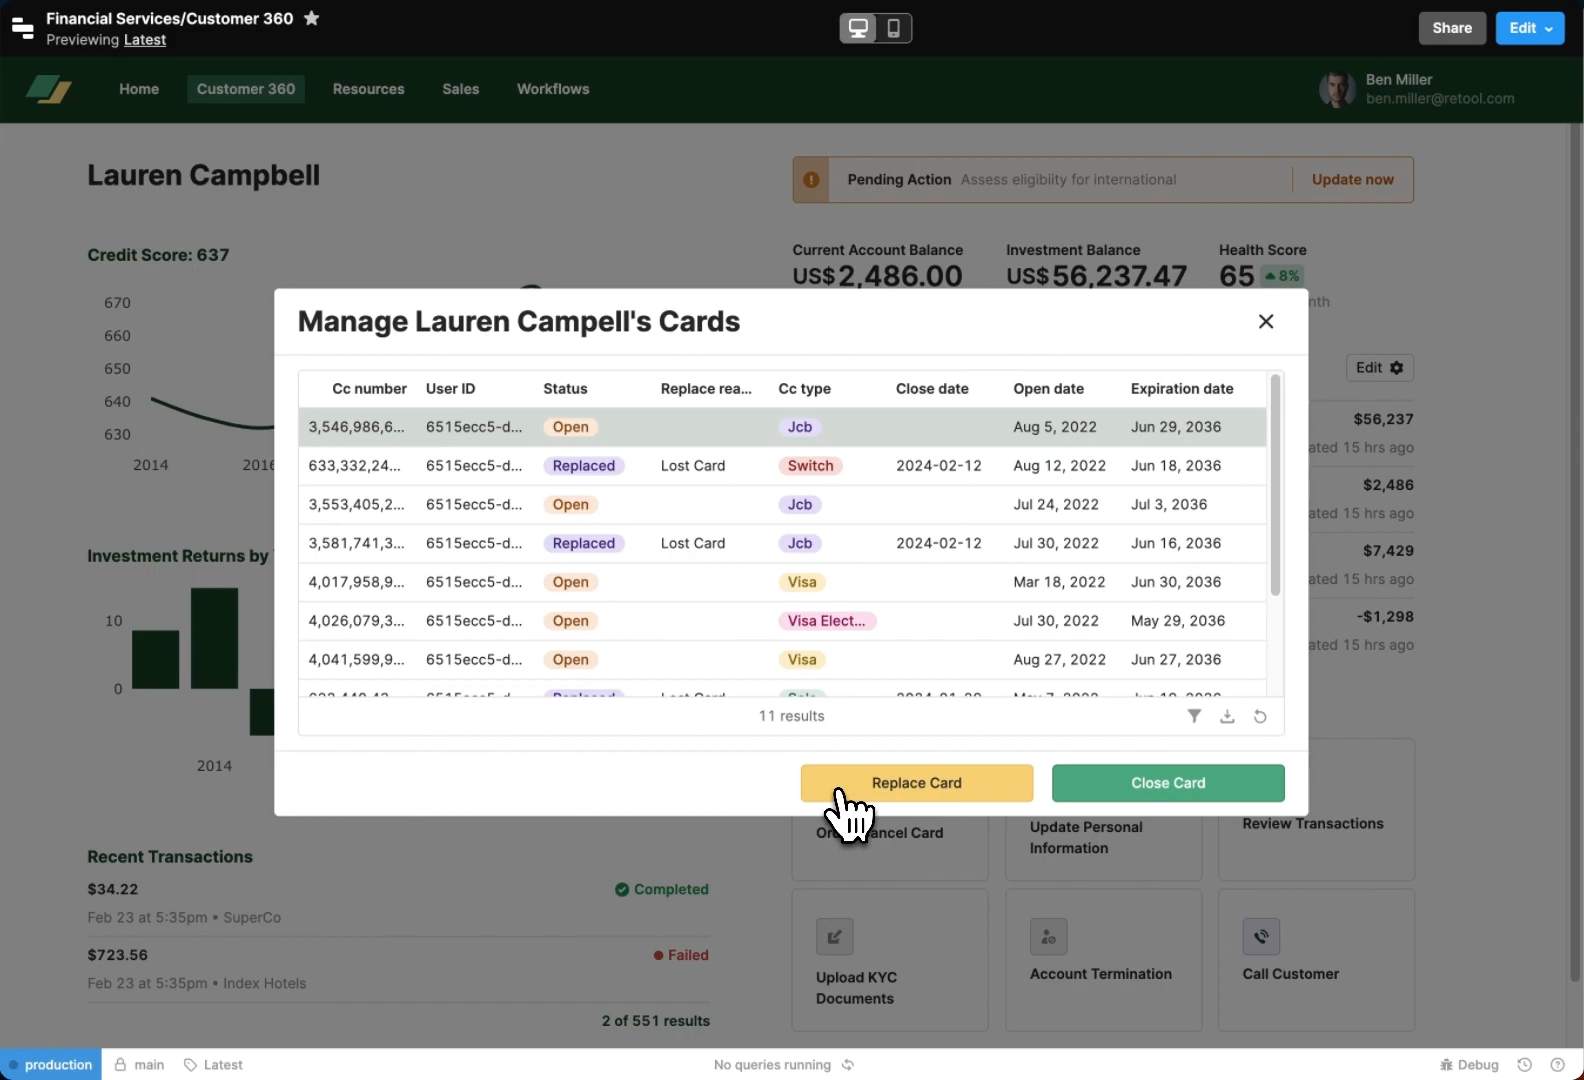 Financial Services/Customer 360
Previewing Latest
Share
Edit
Home
Customer 360
Resources
Sales
Workflows
Ben Miller
ben.miller@retool.com
Lauren Campbell
Pending Action Assess eligibiity for international
Update now
Credit Score: 637
670
660
650
640
630
2014
2016
Current Account Balance
US$2,486.00
Investment Balance
US$56,237.47
Health Score
65 8%
nth
Edit
$56,237
ated 15 hrs ago
$2,486
ated 15 hrs ago
$7,429
ated 15 hrs ago
-$1,298
ated 15 hrs ago
Manage Lauren Campell's Cards
Cc number User ID Status Replace rea... Cc type Close date Open date Expiration date
3,546,986,6... 6515ecc5-d... Open Jcb Aug 5, 2022 Jun 29, 2036
633,332,24... 6515ecc5-d... Replaced Lost Card Switch 2024-02-12 Aug 12, 2022 Jun 18, 2036
3,553,405,2... 6515ecc5-d... Open Jcb Jul 24, 2022 Jul 3, 2036
3,581,741,3... 6515ecc5-d... Replaced Lost Card Jcb 2024-02-12 Jul 30, 2022 Jun 16, 2036
4,017,958,9... 6515ecc5-d... Open Visa Mar 18, 2022 Jun 30, 2036
4,026,079,3... 6515ecc5-d... Open Visa Elect... Jul 30, 2022 May 29, 2036
4,041,599,9... 6515ecc5-d... Open Visa Aug 27, 2022 Jun 27, 2036
11 results
Replace Card
Close Card
Investment Returns by
10
0
2014
Recent Transactions
$34.22 Completed
Feb 23 at 5:35pm • SuperCo
$723.56 Failed
Feb 23 at 5:35pm • Index Hotels
2 of 551 results
Update Personal
Information
Review Transactions
Card
Upload KYC
Documents
Account Termination
Call Customer
production
main
Latest
No queries running
Debug